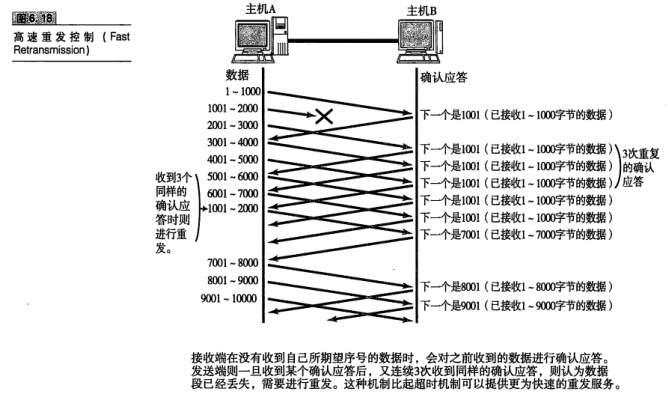 图6.18
高速重发控制（Fast
Retransmission）
主机A
主机B
数据
确认应答
1～1000
1001～2000
2001～3000
3001～4000
4001～5000
5001～6000
6001～7000
1001～2000
7001～8000
8001～9000
9001～10000
收到3个
同样的
确认应
答时则
进行重
发。
下一个是1001（已接收1～1000字节的数据）
下一个是1001（已接收1～1000字节的数据）
下一个是1001（已接收1～1000字节的数据）
下一个是1001（已接收1～1000字节的数据）
下一个是1001（已接收1～1000字节的数据）
下一个是1001（已接收1～1000字节的数据）
下一个是7001（已接收1～7000字节的数据）
下一个是8001（已接收1～8000字节的数据）
下一个是9001（已接收1～9000字节的数据）
3次重复
的确认
应答
接收端在没有收到自己所期望序号的数据时，会对之前收到的数据进行确认应答。
发送端则一旦收到某个确认应答后，又连续3次收到同样的确认应答，则认为数据
段已经丢失，需要进行重发。这种机制比起超时机制可以提供更为快速的重发服务。